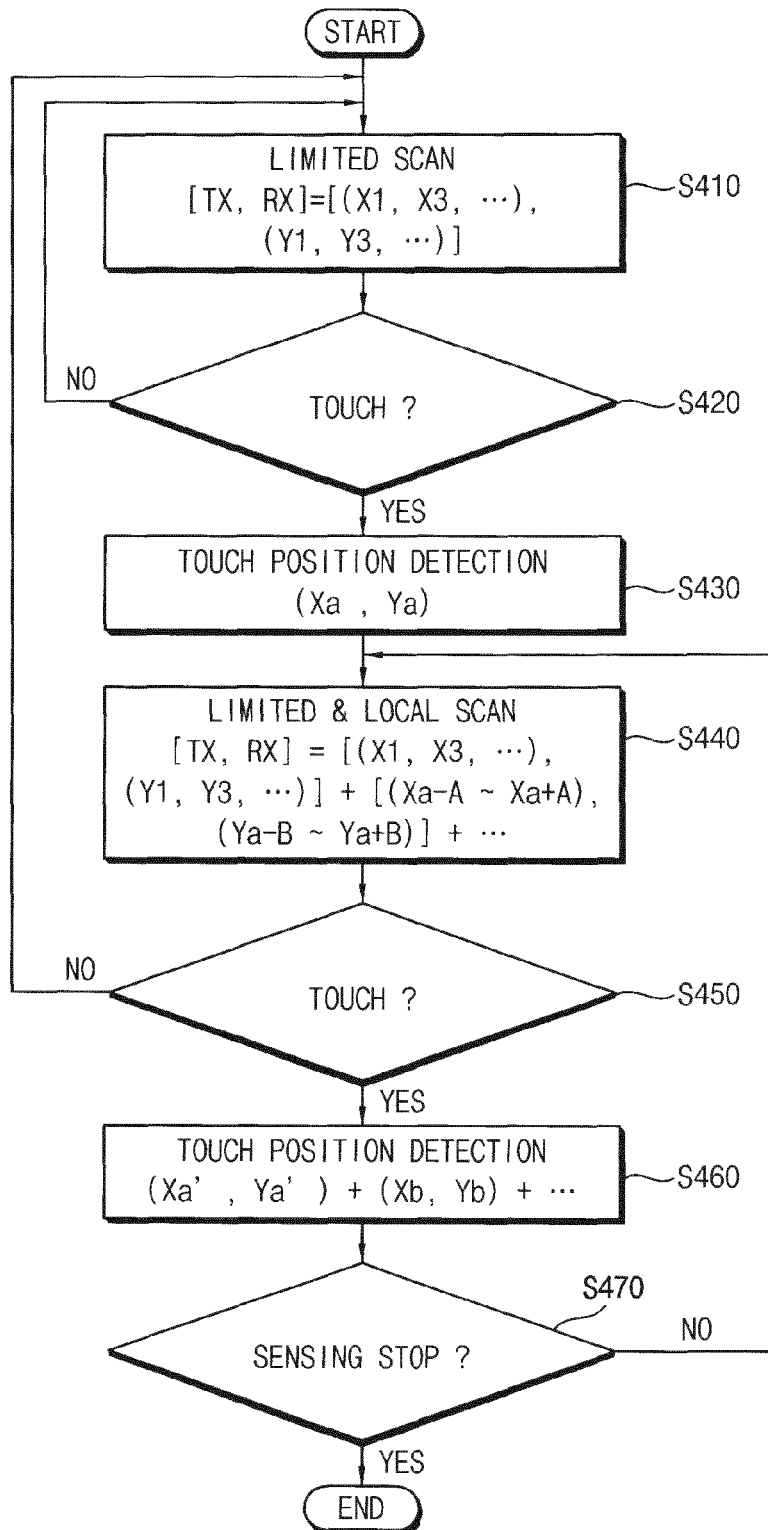 START
LIMITED SCAN
[TX, RX]=[(X1, X3, ⋯),
(Y1, Y3, ⋯)]
S410
NO
TOUCH ?
S420
YES
TOUCH POSITION DETECTION
(Xa , Ya)
S430
LIMITED & LOCAL SCAN
[TX, RX] = [(X1, X3, ⋯),
(Y1, Y3, ⋯)] + [(Xa-A ~ Xa+A),
(Ya-B ~ Ya+B)] + ⋯
S440
NO
TOUCH ?
S450
YES
TOUCH POSITION DETECTION
(Xa' , Ya' ) + (Xb, Yb) + ⋯
S460
S470
SENSING STOP ?
NO
YES
END